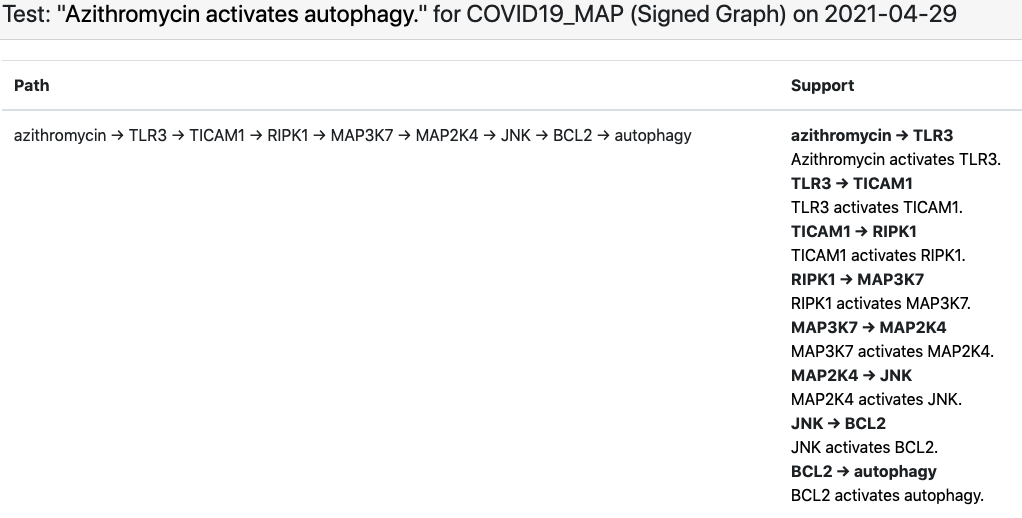 Test: "Azithromycin activates autophagy." for COVID19_MAP (Signed Graph) on 2021-04-29
Path Support
azithromycin → TLR3 → TICAM1 → RIPK1 → MAP3K7 → MAP2K4 → JNK → BCL2 → autophagy
azithromycin → TLR3
Azithromycin activates TLR3.
TLR3 → TICAM1
TLR3 activates TICAM1.
TICAM1 → RIPK1
TICAM1 activates RIPK1.
RIPK1 → MAP3K7
RIPK1 activates MAP3K7.
MAP3K7 → MAP2K4
MAP3K7 activates MAP2K4.
MAP2K4 → JNK
MAP2K4 activates JNK.
JNK → BCL2
JNK activates BCL2.
BCL2 → autophagy
BCL2 activates autophagy.